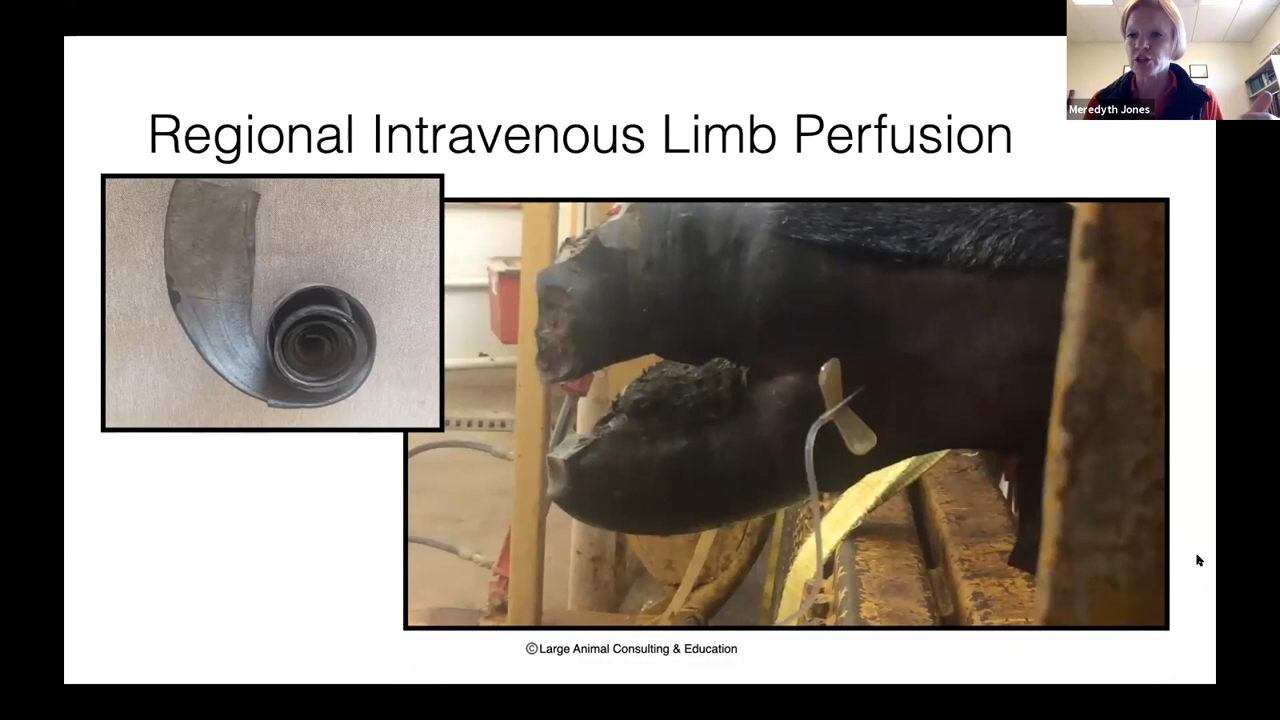 Regional Intravenous Limb Perfusion
Meredyth Jones
©Large Animal Consulting & Education